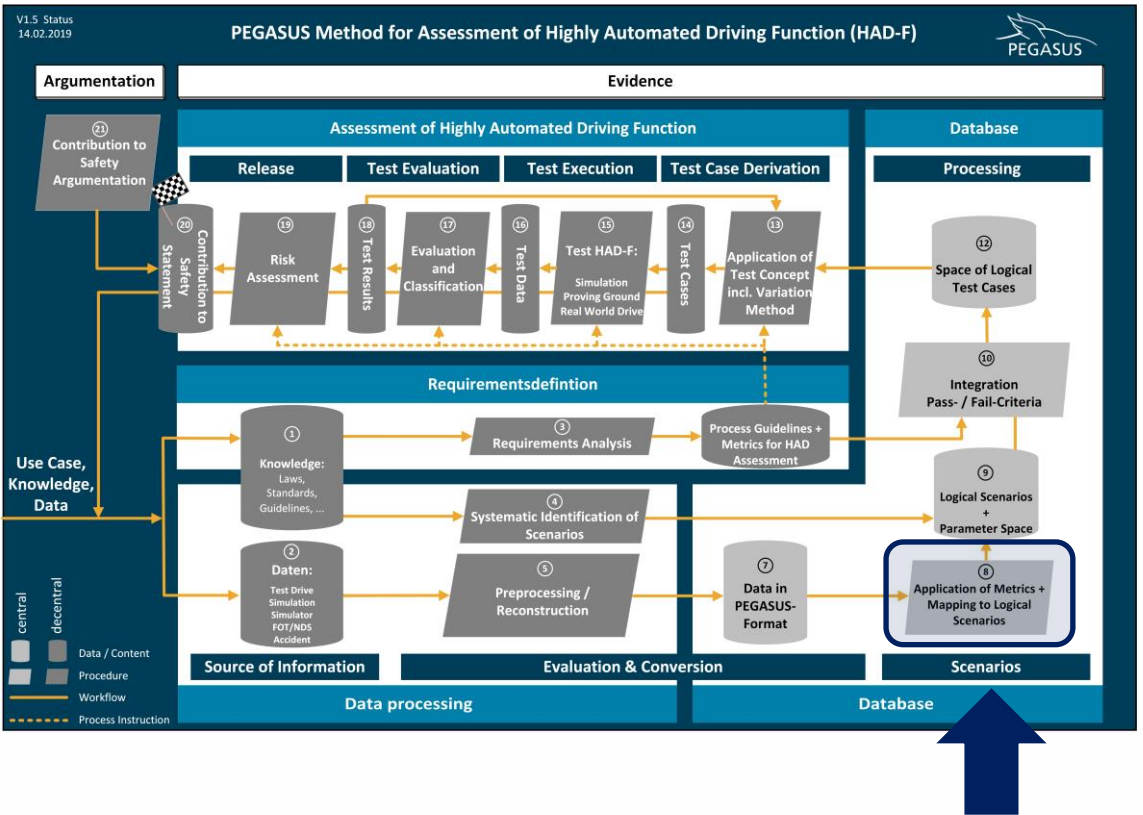 V1.5 Status
14.02.2019
PEGASUS Method for Assessment of Highly Automated Driving Function (HAD-F)
PEGASUS
Argumentation
Evidence
21
Contribution to
Safety
Argumentation
Assessment of Highly Automated Driving Function
Database
Release
Test Evaluation
Test Execution
Test Case Derivation
Processing
20
Contribution to
Safety
Statement
19
Risk
Assessment
18
Test Results
17
Evaluation
and
Classification
16
Test Data
15
Test HAD-F:
Simulation
Proving Ground
Real World Drive
14
Test Cases
13
Application of
Test Concept
incl. Variation
Method
12
Space of Logical
Test Cases
10
Integration
Pass- / Fail-Criteria
Requirementsdefintion
1
Knowledge:
Laws,
Standards,
Guidelines, ...
3
Requirements Analysis
Process Guidelines +
Metrics for HAD
Assessment
9
Logical Scenarios
+
Parameter Space
Use Case,
Knowledge,
Data
4
Systematic Identification of
Scenarios
2
Daten:
Test Drive
Simulation
Simulator
FOT/NDS
Accident
5
Preprocessing /
Reconstruction
7
Data in
PEGASUS-
Format
8
Application of Metrics +
Mapping to Logical
Scenarios
central
decentral
Data / Content
Procedure
Workflow
Process Instruction
Source of Information
Evaluation & Conversion
Scenarios
Data processing
Database